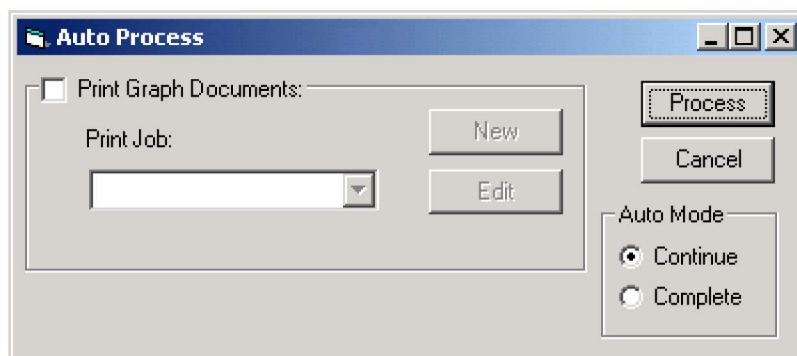 Auto Process
Print Graph Documents:
Print Job:
New
Edit
Process
Cancel
Auto Mode
Continue
Complete